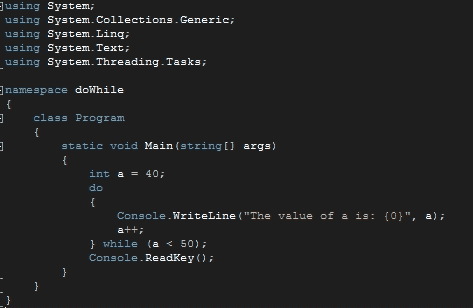 using System;
using System.Collections.Generic;
using System.Linq;
using System.Text;
using System.Threading.Tasks;

namespace doWhile
{
    class Program
    {
        static void Main(string[] args)
        {
            int a = 40;
            do
            {
                Console.WriteLine("The value of a is: {0}", a);
                a++;
            } while (a < 50);
            Console.ReadKey();
        }
    }
}